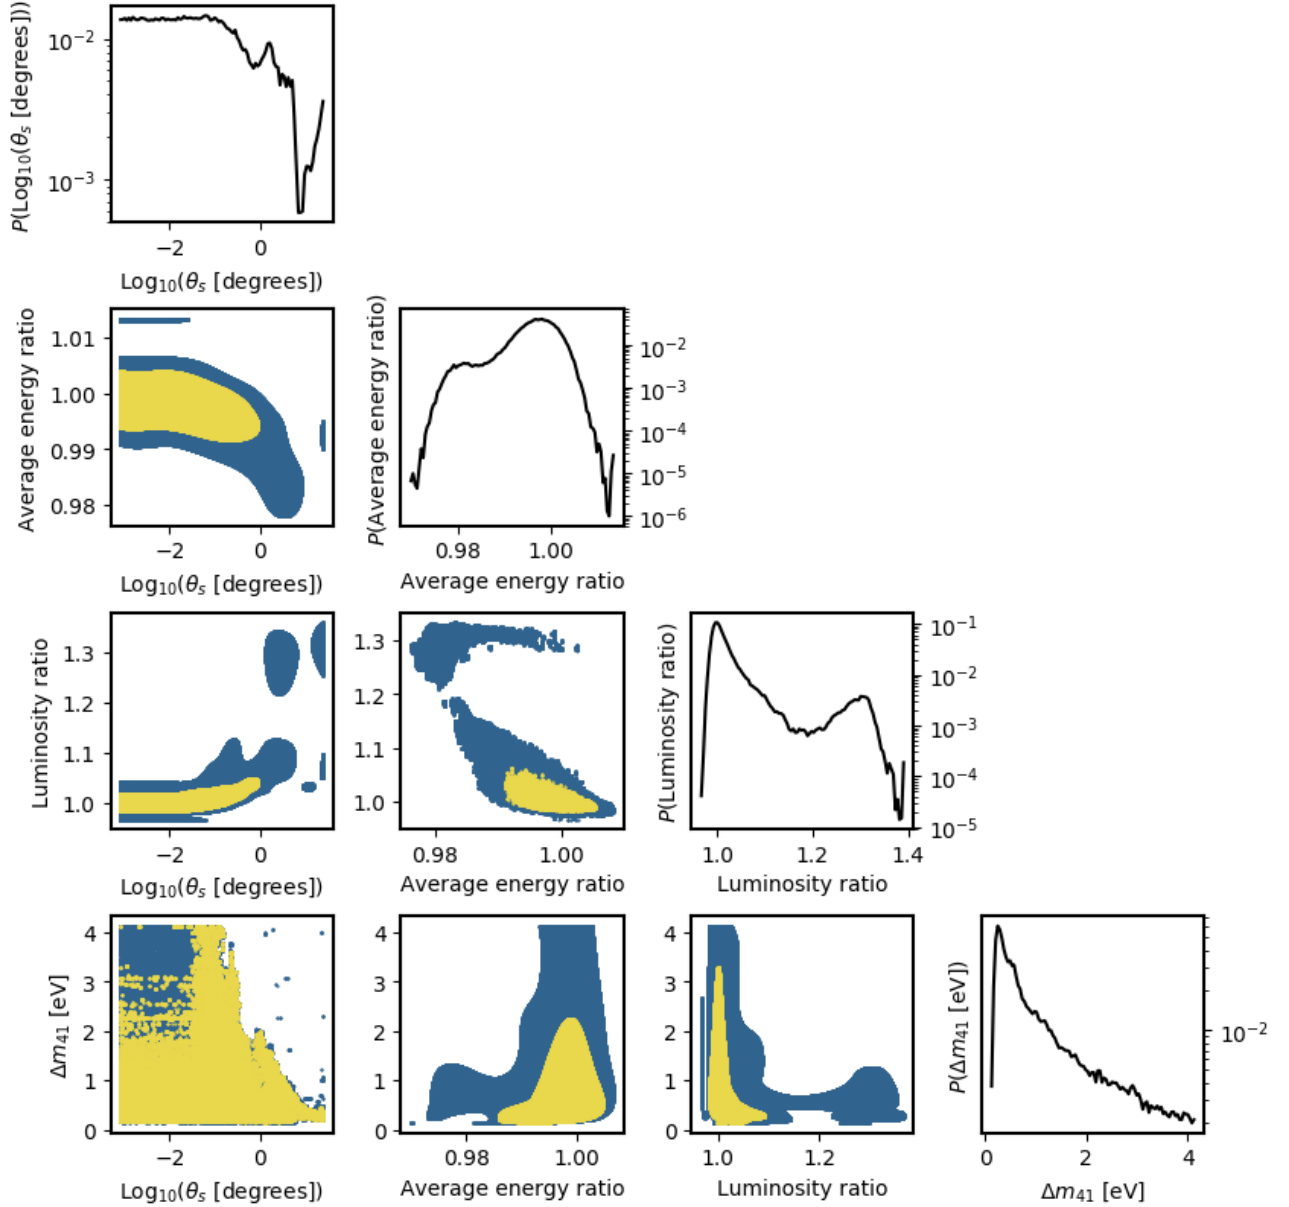 P(Log₁₀(θₛ [degrees]))
10⁻²
10⁻³
−2 0
Log₁₀(θₛ [degrees])
Average energy ratio
1.01
1.00
0.99
0.98
−2 0
Log₁₀(θₛ [degrees])
P(Average energy ratio)
10⁻²
10⁻³
10⁻⁴
10⁻⁵
10⁻⁶
0.98 1.00
Average energy ratio
Luminosity ratio
1.3
1.2
1.1
1.0
−2 0
Log₁₀(θₛ [degrees])
1.3
1.2
1.1
1.0
0.98 1.00
Average energy ratio
P(Luminosity ratio)
10⁻¹
10⁻²
10⁻³
10⁻⁴
10⁻⁵
1.0 1.2 1.4
Luminosity ratio
Δm₄₁ [eV]
4
3
2
1
0
−2 0
Log₁₀(θₛ [degrees])
4
3
2
1
0
0.98 1.00
Average energy ratio
4
3
2
1
0
1.0 1.2
Luminosity ratio
P(Δm₄₁ [eV])
10⁻²
0 2 4
Δm₄₁ [eV]